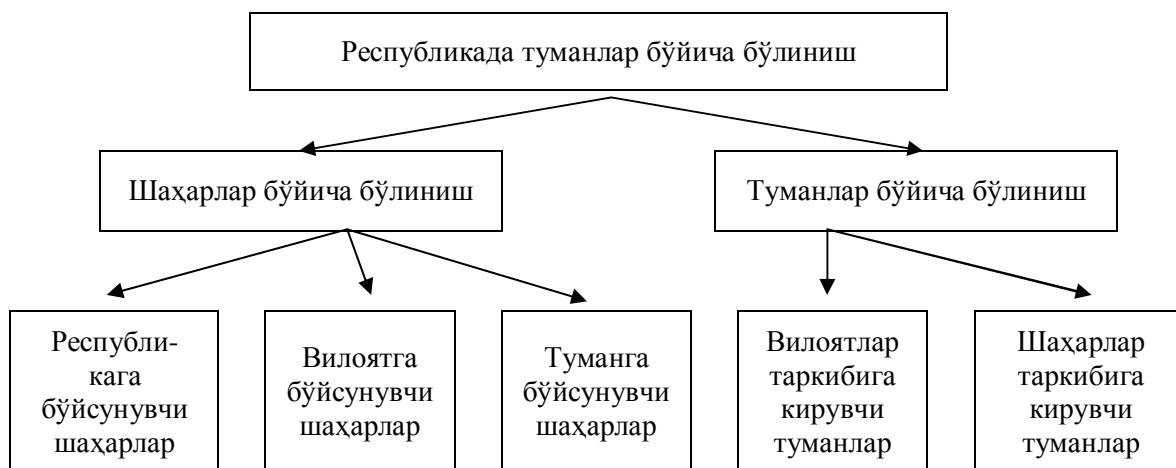 Республикада туманлар бўйича бўлиниш
Шаҳарлар бўйича бўлиниш
Туманлар бўйича бўлиниш
Республи-
кага
бўйсунувчи
шаҳарлар
Вилоятга
бўйсунувчи
шаҳарлар
Туманга
бўйсунувчи
шаҳарлар
Вилоятлар
таркибига
кирувчи
туманлар
Шаҳарлар
таркибига
кирувчи
туманлар